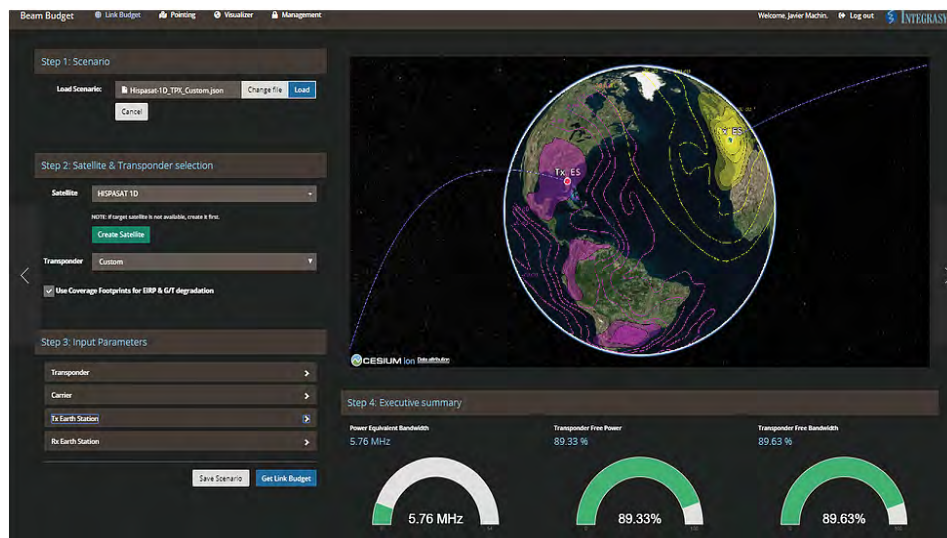 Beam Budget Link Budget Pointing Visualizer Management Welcome, Javier Machin. Log out INTEGRASY
Step 1: Scenario
Load Scenario: Hispasat-1D_TPX_Custom.json Change file Load
Cancel
Step 2: Satellite & Transponder selection
Satellite HISPASAT 1D
NOTE: If target satellite is not available, create it first.
Create Satellite
Transponder Custom
Use Coverage Footprints for EIRP & G/T degradation
Step 3: Input Parameters
Transponder
Carrier
Tx Earth Station
Rx Earth Station
Save Scenario Get Link Budget
Tx_ES
CESIUM ion Data attribution
Step 4: Executive summary
Power Equivalent Bandwidth Transponder Free Power Transponder Free Bandwidth
5.76 MHz 89.33 % 89.63 %
5.76 MHz 89.33% 89.63%